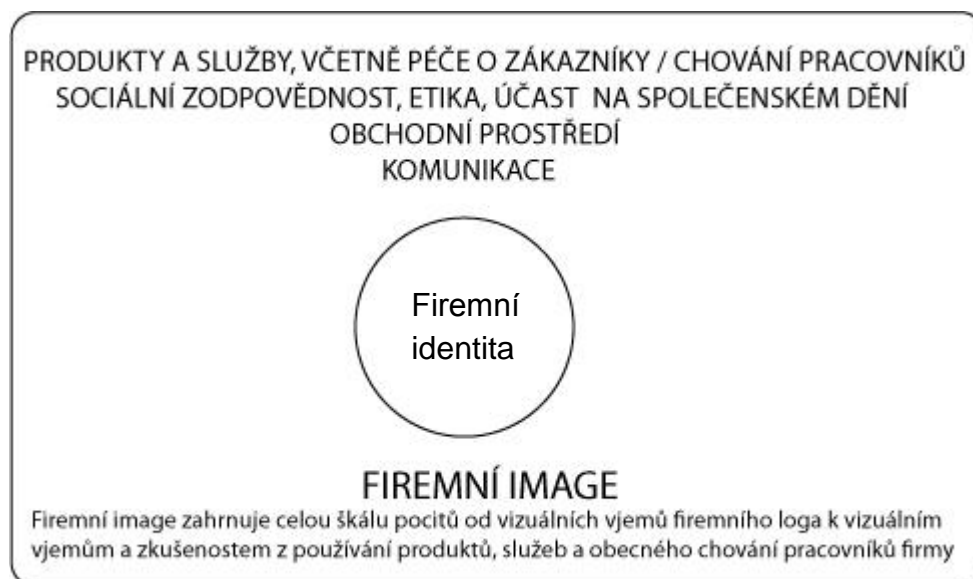 PRODUKTY A SLUŽBY, VČETNĚ PÉČE O ZÁKAZNÍKY / CHOVÁNÍ PRACOVNÍKŮ
SOCIÁLNÍ ZODPOVĚDNOST, ETIKA, ÚČAST NA SPOLEČENSKÉM DĚNÍ
OBCHODNÍ PROSTŘEDÍ
KOMUNIKACE
Firemní
identita
FIREMNÍ IMAGE
Firemní image zahrnuje celou škálu pocitů od vizuálních vjemů firemního loga k vizuálním
vjemům a zkušenostem z používání produktů, služeb a obecného chování pracovníků firmy